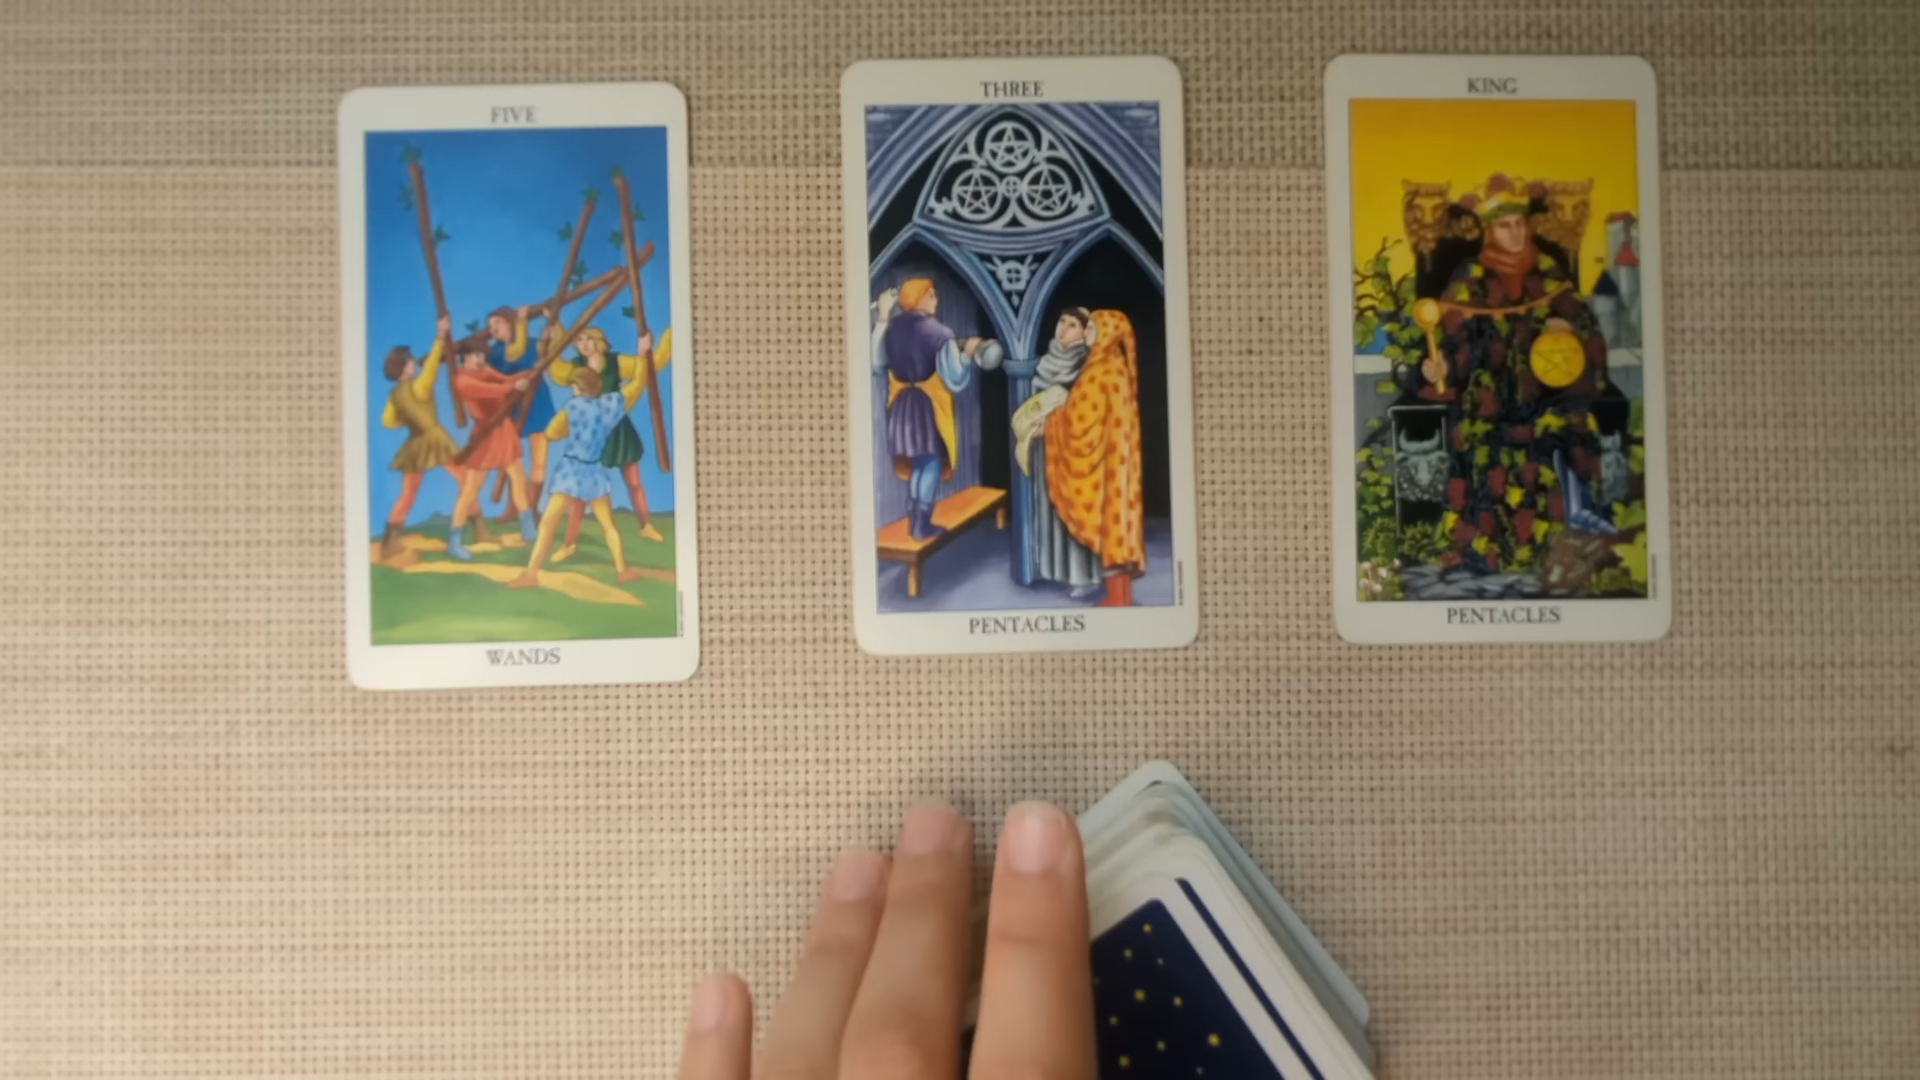 FIVE
WANDS
THREE
PENTACLES
KING
PENTACLES